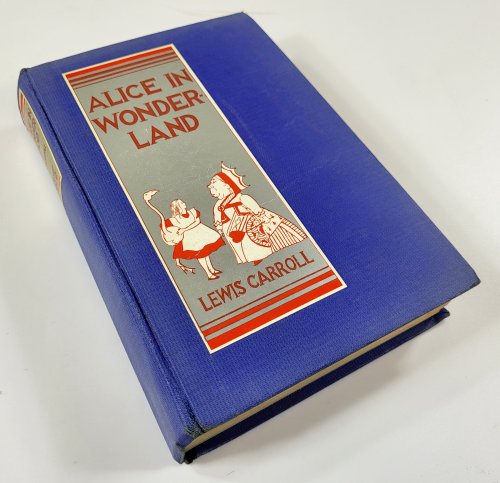 ALICE IN
WONDER-
LAND
LEWIS CARROLL